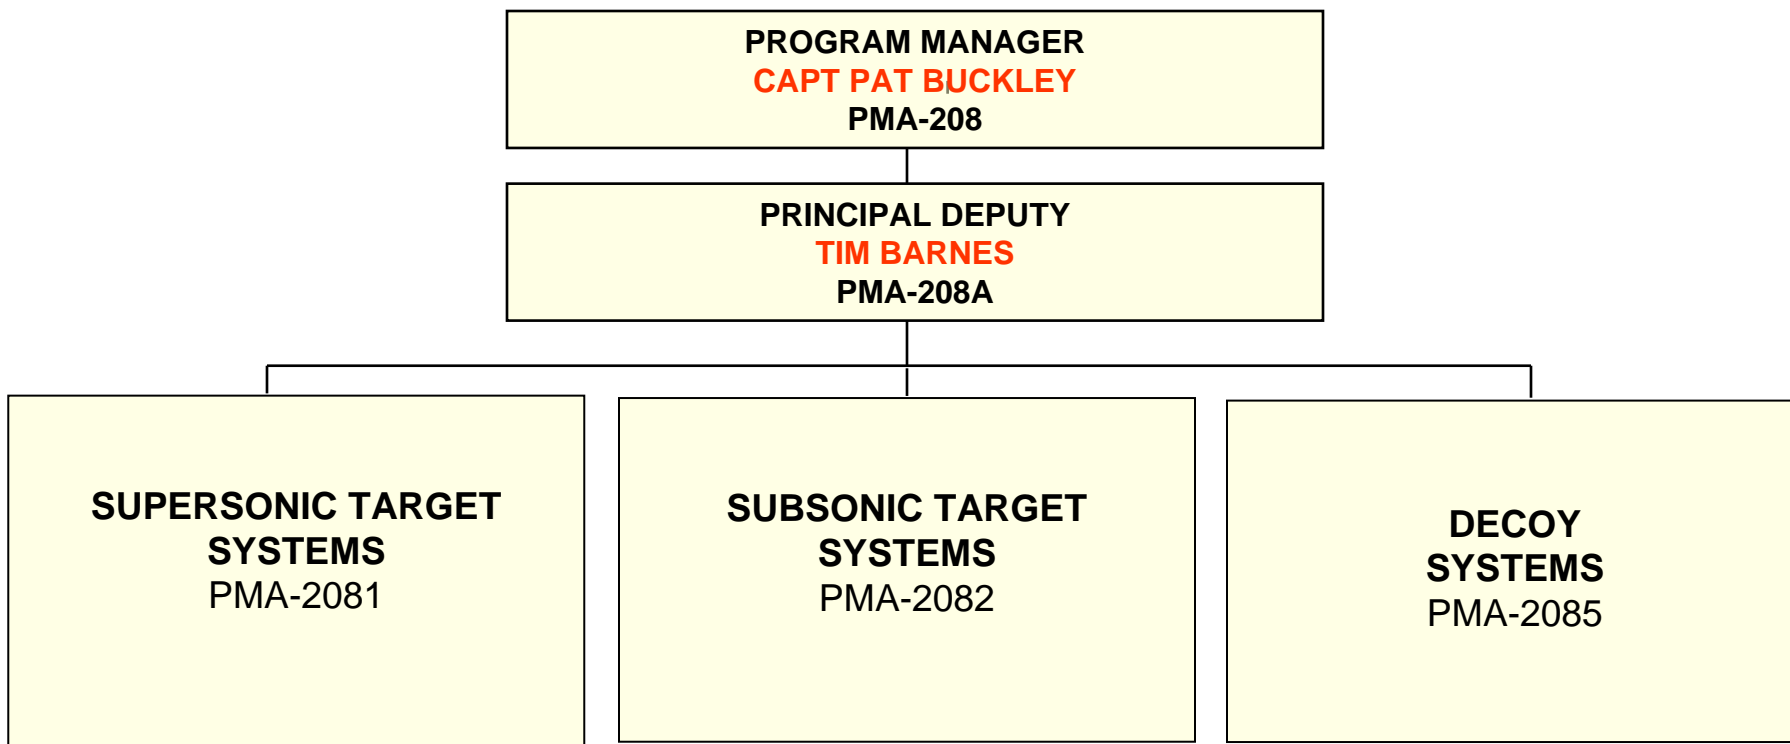 PROGRAM MANAGER
CAPT PAT BUCKLEY
PMA-208
PRINCIPAL DEPUTY
TIM BARNES
PMA-208A
SUPERSONIC TARGET
SYSTEMS
PMA-2081
SUBSONIC TARGET
SYSTEMS
PMA-2082
DECOY
SYSTEMS
PMA-2085